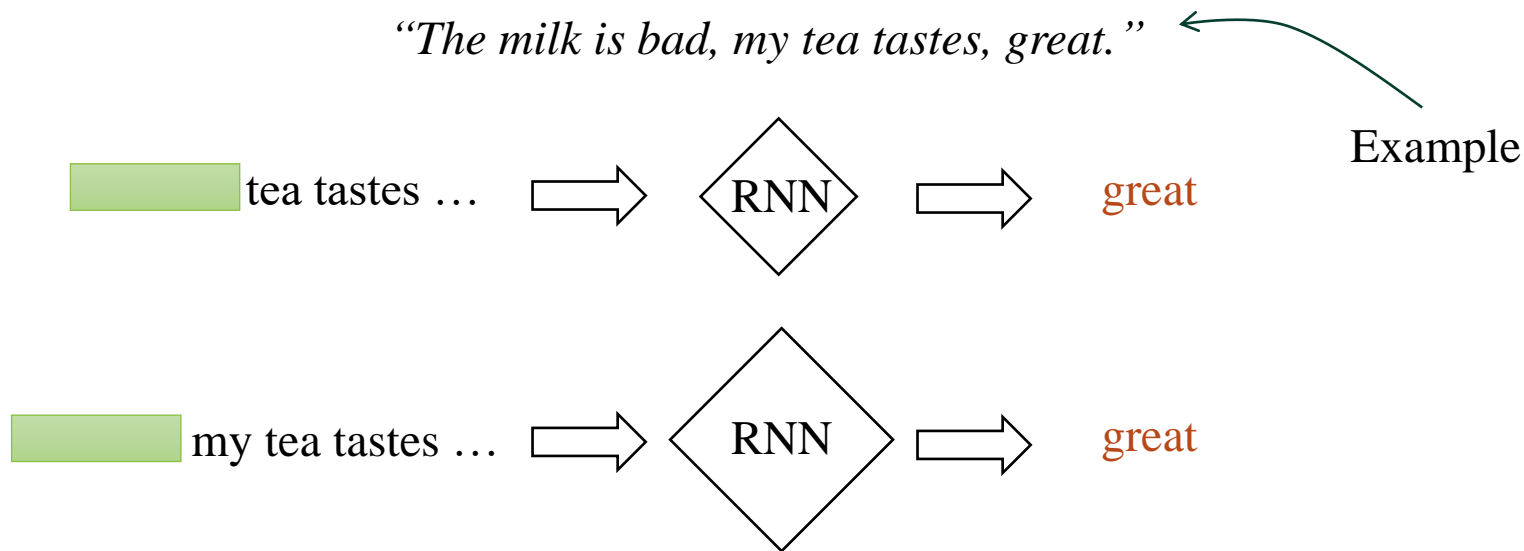 “The milk is bad, my tea tastes, great.”
Example
tea tastes … RNN great
my tea tastes … RNN great